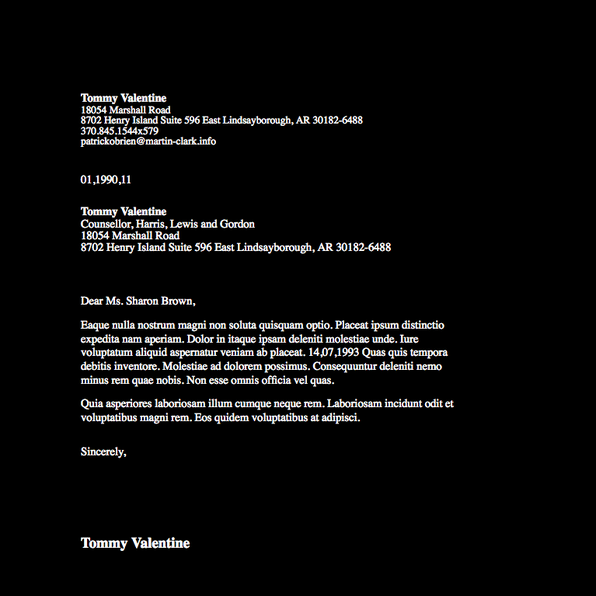 Tommy Valentine
18054 Marshall Road
8702 Henry Island Suite 596 East Lindsayborough, AR 30182-6488
370.845.1544x579
patrickobrien@martin-clark.info
01,1990,11
Tommy Valentine
Counsellor, Harris, Lewis and Gordon
18054 Marshall Road
8702 Henry Island Suite 596 East Lindsayborough, AR 30182-6488
Dear Ms. Sharon Brown,
Eaque nulla nostrum magni non soluta quisquam optio. Placeat ipsum distinctio
expedita nam aperiam. Dolor in itaque ipsam deleniti molestiae unde. Iure
voluptatum aliquid aspernatur veniam ab placeat. 14,07,1993 Quas quis tempora
debitis inventore. Molestiae ad dolorem possimus. Consequuntur deleniti nemo
minus rem quae nobis. Non esse omnis officia vel quas.
Quia asperiores laboriosam illum cumque neque rem. Laboriosam incidunt odit et
voluptatibus magni rem. Eos quidem voluptatibus at adipisci.
Sincerely,
Tommy Valentine